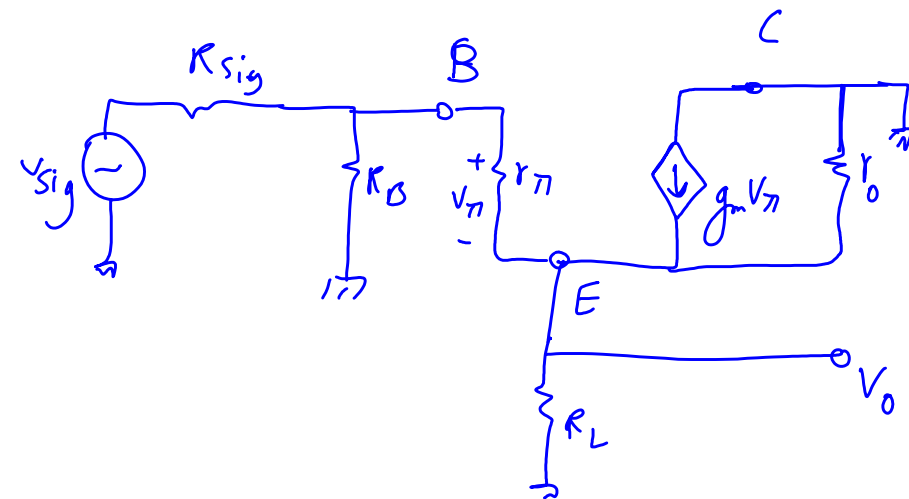 C
Rsig
B
vsig
RB
+
vπ
-
rπ
gmVπ
ro
E
Vo
RL